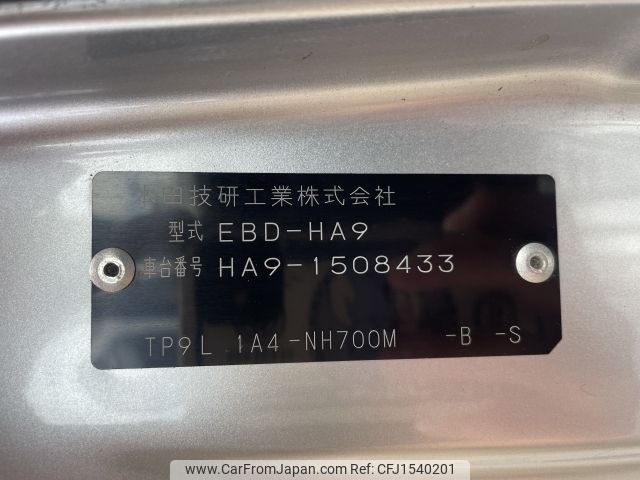 本田技研工業株式会社
型式 EBD-HA9
車台番号 HA9-1508433
TP9L 1A4-NH700M -B -S
www.CarFromJapan.com - CFJ1540201